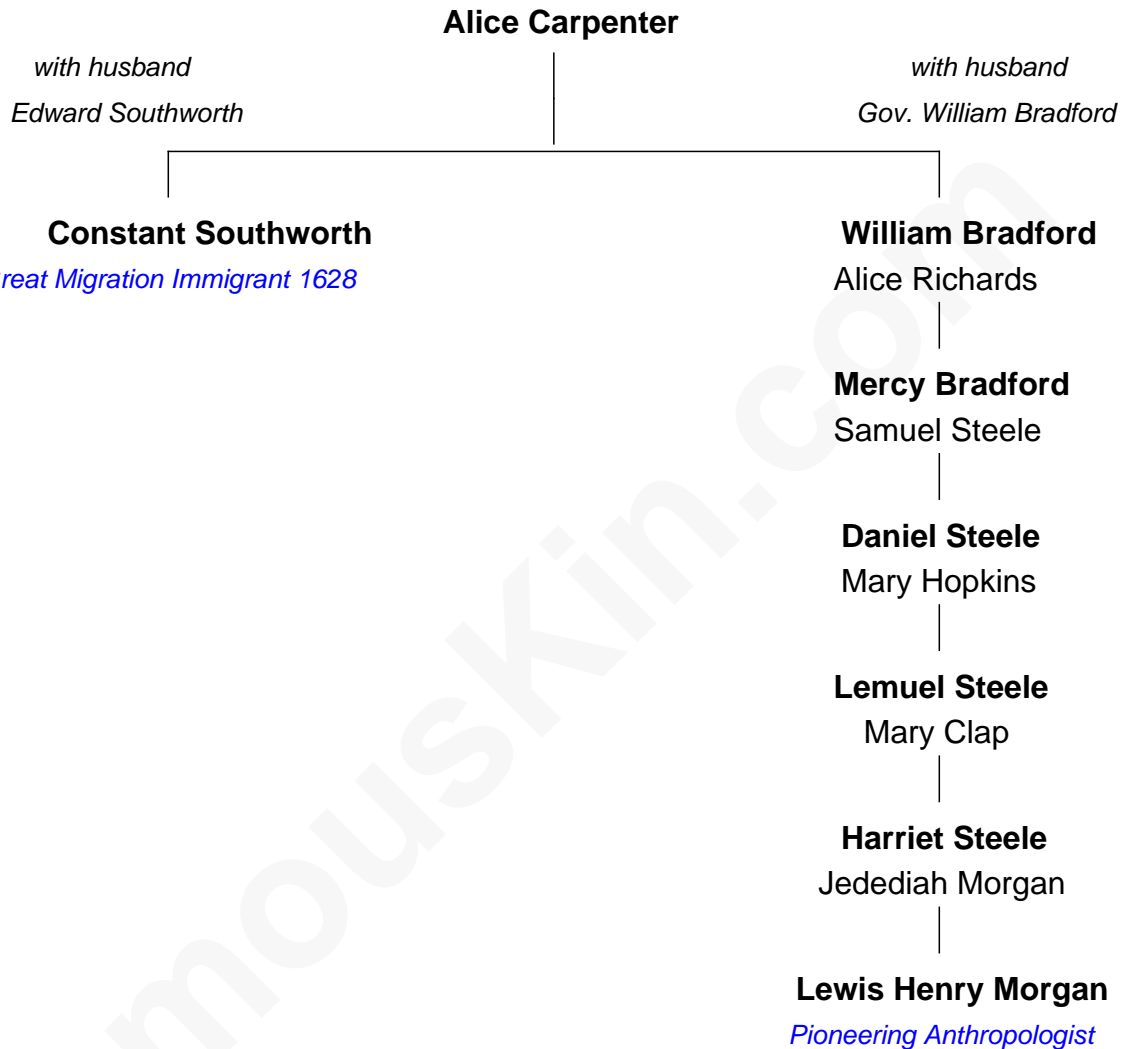 Alice Carpenter
with husband
Edward Southworth
with husband
Gov. William Bradford
Constant Southworth
reat Migration Immigrant 1628
William Bradford
Alice Richards
Mercy Bradford
Samuel Steele
Daniel Steele
Mary Hopkins
Lemuel Steele
Mary Clap
Harriet Steele
Jedediah Morgan
Lewis Henry Morgan
Pioneering Anthropologist
mouskin.com